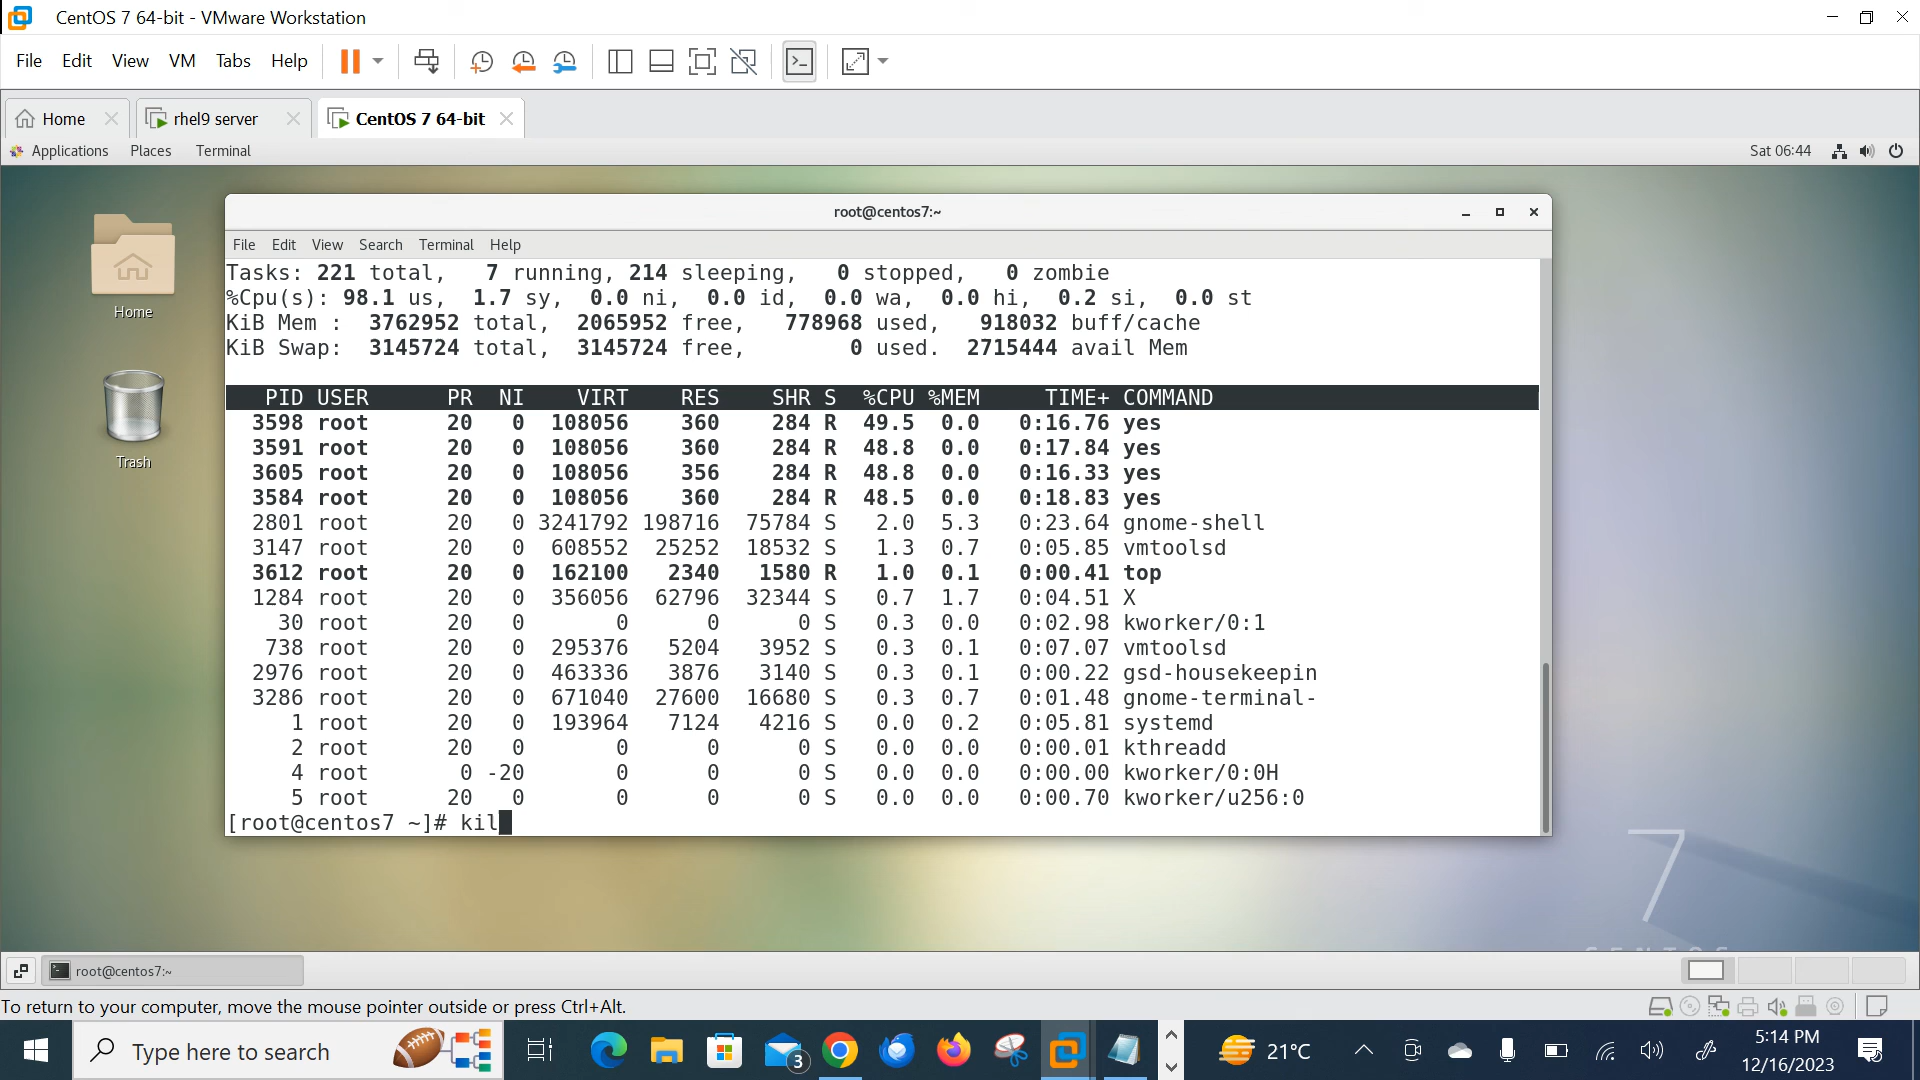 CentOS 7 64-bit - VMware Workstation
File Edit View VM Tabs Help
Home rhel9 server CentOS 7 64-bit
Applications Places Terminal Sat 06:44
Home
Trash
root@centos7:~
File Edit View Search Terminal Help
Tasks: 221 total, 7 running, 214 sleeping, 0 stopped, 0 zombie
%Cpu(s): 98.1 us, 1.7 sy, 0.0 ni, 0.0 id, 0.0 wa, 0.0 hi, 0.2 si, 0.0 st
KiB Mem : 3762952 total, 2065952 free, 778968 used, 918032 buff/cache
KiB Swap: 3145724 total, 3145724 free, 0 used. 2715444 avail Mem
PID USER PR NI VIRT RES SHR S %CPU %MEM TIME+ COMMAND
3598 root 20 0 108056 360 284 R 49.5 0.0 0:16.76 yes
3591 root 20 0 108056 360 284 R 48.8 0.0 0:17.84 yes
3605 root 20 0 108056 356 284 R 48.8 0.0 0:16.33 yes
3584 root 20 0 108056 360 284 R 48.5 0.0 0:18.83 yes
2801 root 20 0 3241792 198716 75784 S 2.0 5.3 0:23.64 gnome-shell
3147 root 20 0 608552 25252 18532 S 1.3 0.7 0:05.85 vmtoolsd
3612 root 20 0 162100 2340 1580 R 1.0 0.1 0:00.41 top
1284 root 20 0 356056 62796 32344 S 0.7 1.7 0:04.51 X
30 root 20 0 0 0 0 S 0.3 0.0 0:02.98 kworker/0:1
738 root 20 0 295376 5204 3952 S 0.3 0.1 0:07.07 vmtoolsd
2976 root 20 0 463336 3876 3140 S 0.3 0.1 0:00.22 gsd-housekeepin
3286 root 20 0 671040 27600 16680 S 0.3 0.7 0:01.48 gnome-terminal-
1 root 20 0 193964 7124 4216 S 0.0 0.2 0:05.81 systemd
2 root 20 0 0 0 0 S 0.0 0.0 0:00.01 kthreadd
4 root 0 -20 0 0 0 S 0.0 0.0 0:00.00 kworker/0:0H
5 root 20 0 0 0 0 S 0.0 0.0 0:00.70 kworker/u256:0
[root@centos7 ~]# kil
7
root@centos7:~
To return to your computer, move the mouse pointer outside or press Ctrl+Alt.
Type here to search
3
21°C
5:14 PM
12/16/2023